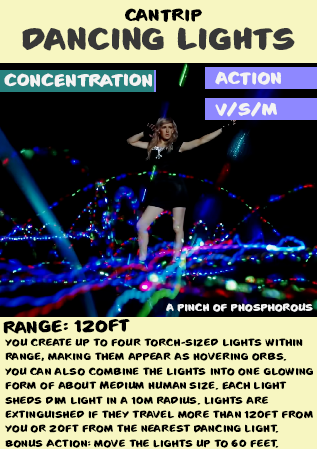 CANTRIP
DANCING LIGHTS
CONCENTRATION
ACTION
V/S/M
A PINCH OF PHOSPHOROUS
RANGE: 120FT
YOU CREATE UP TO FOUR TORCH-SIZED LIGHTS WITHIN
RANGE, MAKING THEM APPEAR AS HOVERING ORBS.
YOU CAN ALSO COMBINE THE LIGHTS INTO ONE GLOWING
FORM OF ABOUT MEDIUM HUMAN SIZE. EACH LIGHT
SHEDS DIM LIGHT IN A 10M RADIUS. LIGHTS ARE
EXTINGUISHED IF THEY TRAVEL MORE THAN 120FT FROM
YOU OR 20FT FROM THE NEAREST DANCING LIGHT.
BONUS ACTION: MOVE THE LIGHTS UP TO 60 FEET.